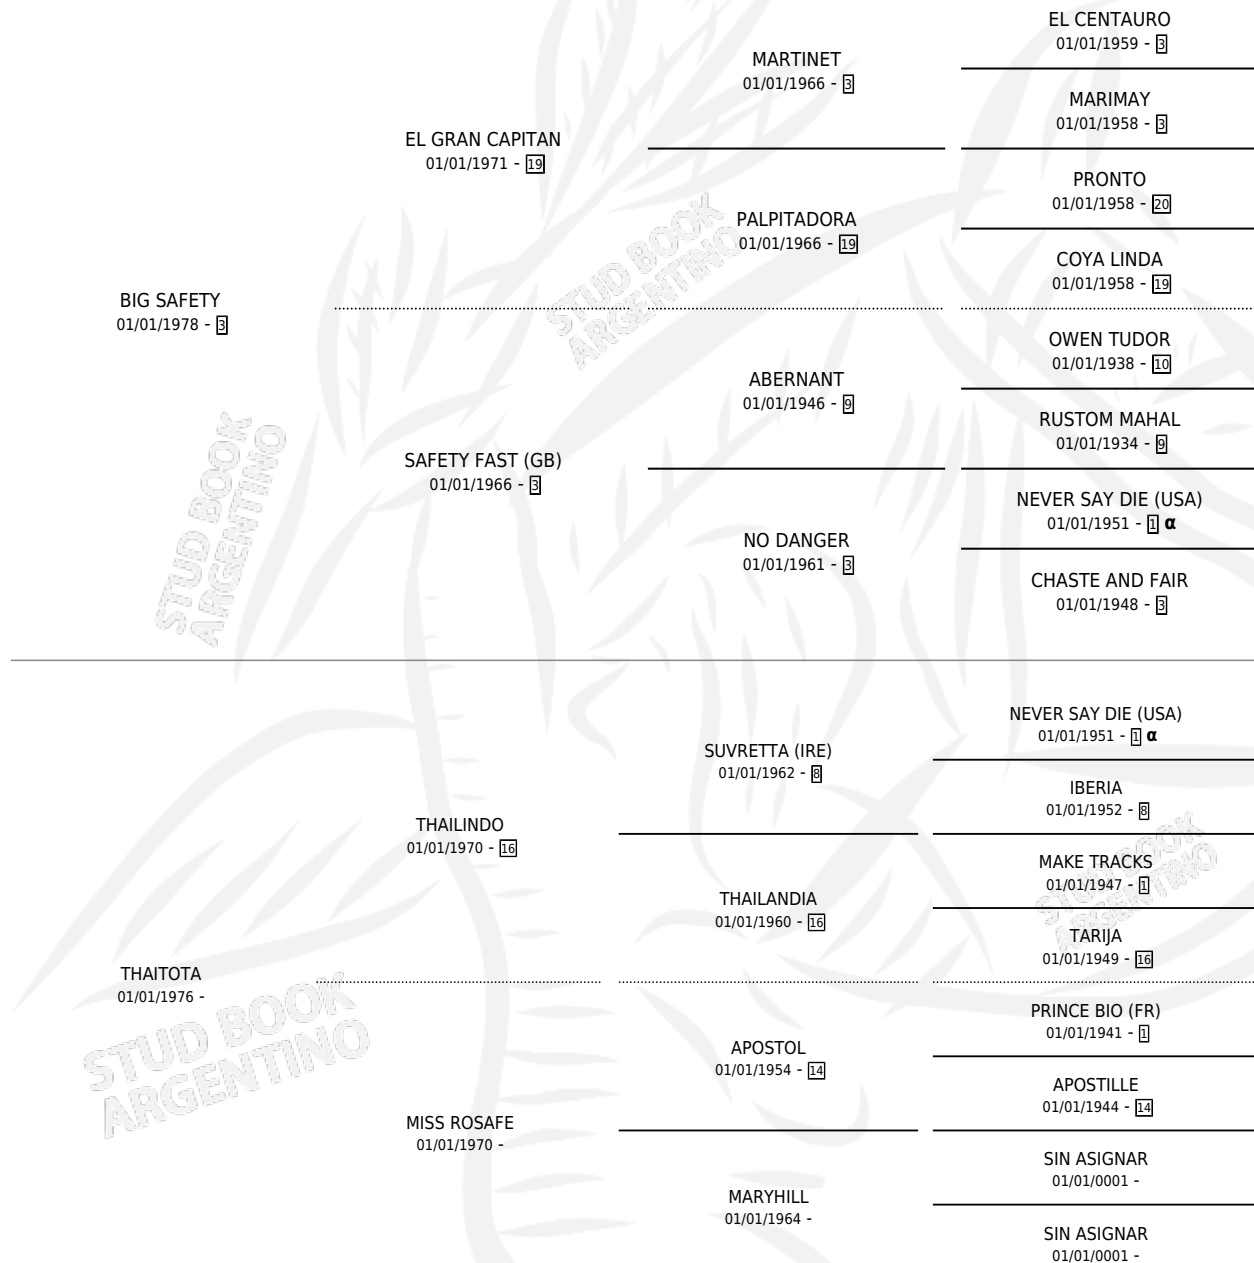 EL CENTAURO
01/01/1959 - 3
MARTINET
01/01/1966 - 3
MARIMAY
01/01/1958 - 3
EL GRAN CAPITAN
01/01/1971 - 19
PRONTO
01/01/1958 - 20
PALPITADORA
01/01/1966 - 19
COYA LINDA
01/01/1958 - 19
BIG SAFETY
01/01/1978 - 3
OWEN TUDOR
01/01/1938 - 10
ABERNANT
01/01/1946 - 9
RUSTOM MAHAL
01/01/1934 - 9
SAFETY FAST (GB)
01/01/1966 - 3
NEVER SAY DIE (USA)
01/01/1951 - 1 α
NO DANGER
01/01/1961 - 3
CHASTE AND FAIR
01/01/1948 - 3
NEVER SAY DIE (USA)
01/01/1951 - 1 α
SUVRETTA (IRE)
01/01/1962 - 8
IBERIA
01/01/1952 - 8
THAILINDO
01/01/1970 - 16
MAKE TRACKS
01/01/1947 - 1
THAILANDIA
01/01/1960 - 16
TARIJA
01/01/1949 - 16
THAITOTA
01/01/1976 -
PRINCE BIO (FR)
01/01/1941 - 1
APOSTOL
01/01/1954 - 14
APOSTILLE
01/01/1944 - 14
MISS ROSAFE
01/01/1970 -
SIN ASIGNAR
01/01/0001 -
MARYHILL
01/01/1964 -
SIN ASIGNAR
01/01/0001 -
STUD BOOK
ARGENTINO
STUD BOOK
ARGENTINO
STUD BOOK
ARGENTINO
STUD BOOK
ARGENTINO